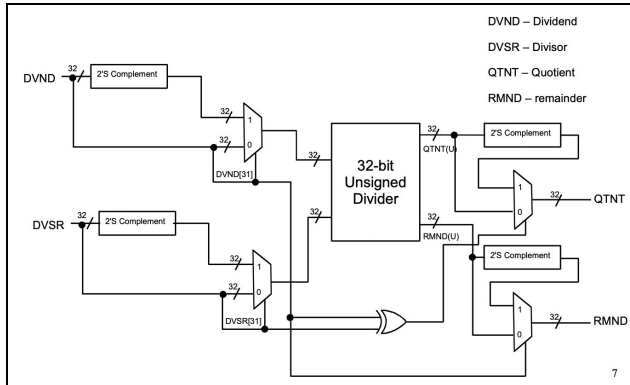 DVND – Dividend
DVSR – Divisor
QTNT – Quotient
RMND – remainder
DVND
32
2'S Complement
32
1
32
0
DVND[31]
32
32-bit
Unsigned
Divider
32
QTNT(U)
2'S Complement
1
0
32
QTNT
DVSR
32
2'S Complement
32
1
32
0
DVSR[31]
32
32
RMND(U)
2'S Complement
1
0
32
RMND
7